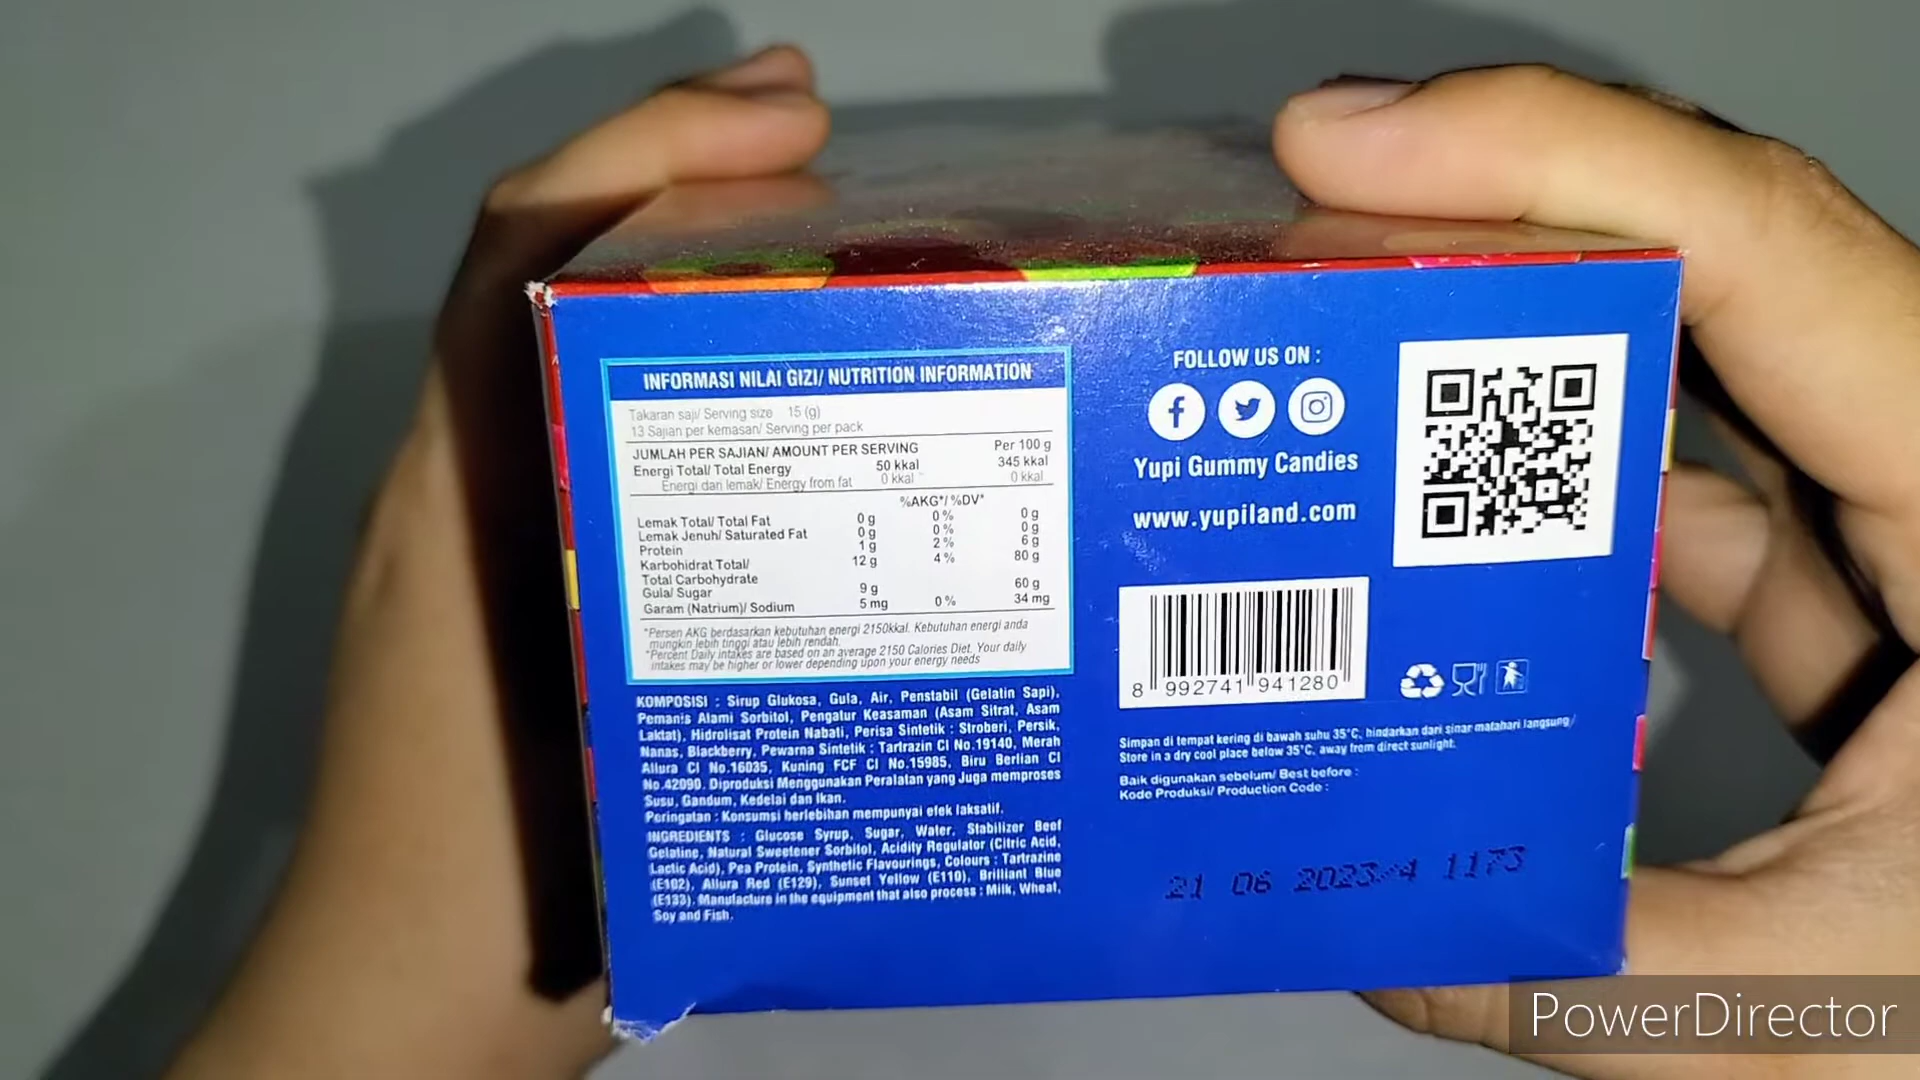 INFORMASI NILAI GIZI/ NUTRITION INFORMATION
Takaran saji/ Serving size 15 (g)
13 Sajian per kemasan/ Serving per pack
JUMLAH PER SAJIAN/ AMOUNT PER SERVING Per 100 g
Energi Total/ Total Energy 50 kkal 345 kkal
Energi dari lemak/ Energy from fat 0 kkal 0 kkal
%AKG*/ %DV*
Lemak Total/ Total Fat 0 g 0 % 0 g
Lemak Jenuh/ Saturated Fat 0 g 0 % 0 g
Protein 1 g 2 % 6 g
Karbohidrat Total/ 12 g 4 % 80 g
Total Carbohydrate
Gula/ Sugar 9 g 60 g
Garam (Natrium)/ Sodium 5 mg 0 % 34 mg
*Persen AKG berdasarkan kebutuhan energi 2150kkal. Kebutuhan energi anda
mungkin lebih tinggi atau lebih rendah.
*Percent Daily intakes are based on an average 2150 Calories Diet. Your daily
intakes may be higher or lower depending upon your energy needs
KOMPOSISI : Sirup Glukosa, Gula, Air, Penstabil (Gelatin Sapi),
Pemanis Alami Sorbitol, Pengatur Keasaman (Asam Sitrat, Asam
Laktat), Hidrolisat Protein Nabati, Perisa Sintetik : Stroberi, Persik,
Nanas, Blackberry, Pewarna Sintetik : Tartrazin CI No.19140, Merah
Allura CI No.16035, Kuning FCF CI No.15985, Biru Berlian CI
No.42090. Diproduksi Menggunakan Peralatan yang Juga memproses
Susu, Gandum, Kedelai dan Ikan.
Peringatan : Konsumsi berlebihan mempunyai efek laksatif.
INGREDIENTS : Glucose Syrup, Sugar, Water, Stabilizer Beef
Gelatine, Natural Sweetener Sorbitol, Acidity Regulator (Citric Acid,
Lactic Acid), Pea Protein, Synthetic Flavourings, Colours : Tartrazine
(E102), Allura Red (E129), Sunset Yellow (E110), Brilliant Blue
(E133). Manufacture in the equipment that also process : Milk, Wheat,
Soy and Fish.
FOLLOW US ON :
Yupi Gummy Candies
www.yupiland.com
8 992741 941280
Simpan di tempat kering di bawah suhu 35°C, hindarkan dari sinar matahari langsung/
Store in a dry cool place below 35°C, away from direct sunlight.
Baik digunakan sebelum/ Best before :
Kode Produksi/ Production Code :
21 06 2023 4 1173
PowerDirector